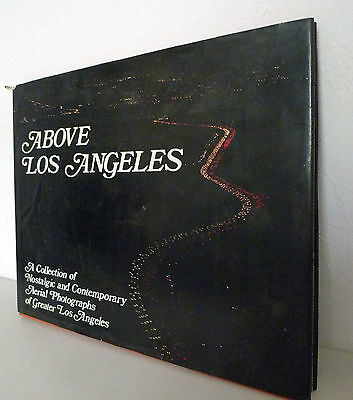 ABOVE
LOS ANGELES
A Collection of
Nostalgic and Contemporary
Aerial Photographs
of Greater Los Angeles